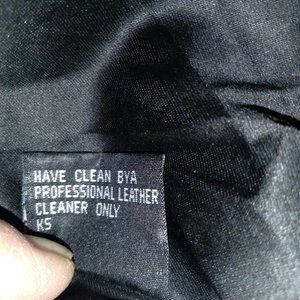 HAVE CLEAN BYA
PROFESSIONAL LEATHER
CLEANER ONLY
KS